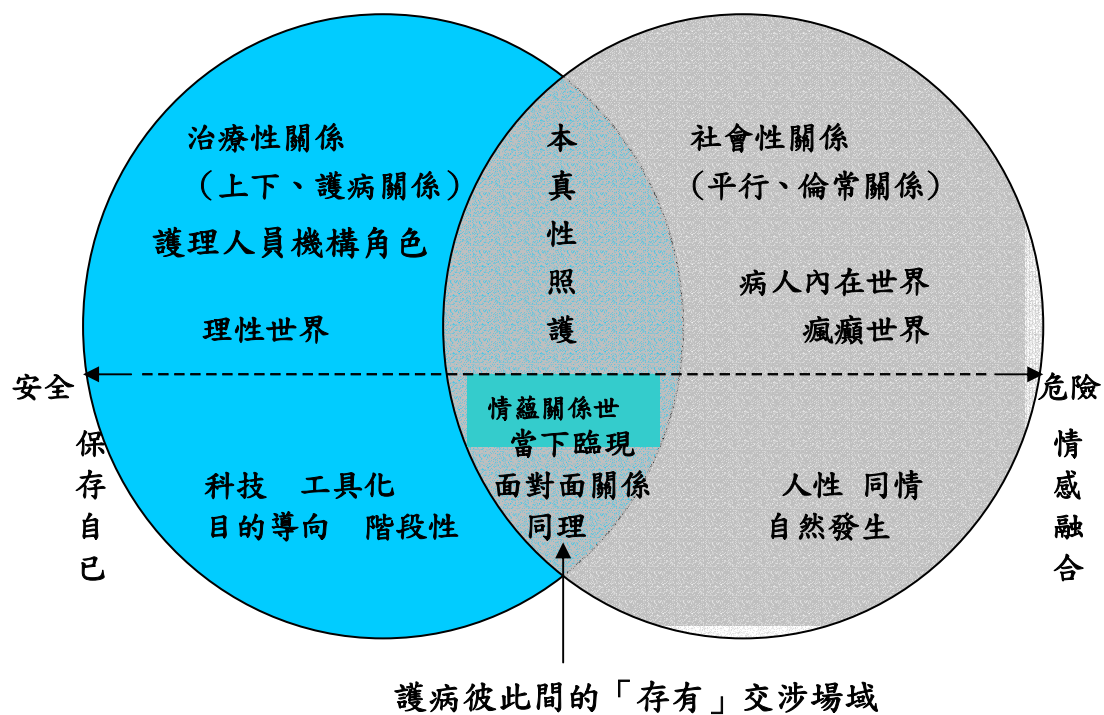 治療性關係
（上下、護病關係）
護理人員機構角色
理性世界
本真性照護
社會性關係
（平行、倫常關係）
病人內在世界
瘋癲世界
安全
危險
保存自已
情蘊關係世
當下臨現
面對面關係
同理
科技 工具化
目的導向 階段性
人性 同情
自然發生
情感融合
護病彼此間的「存有」交涉場域